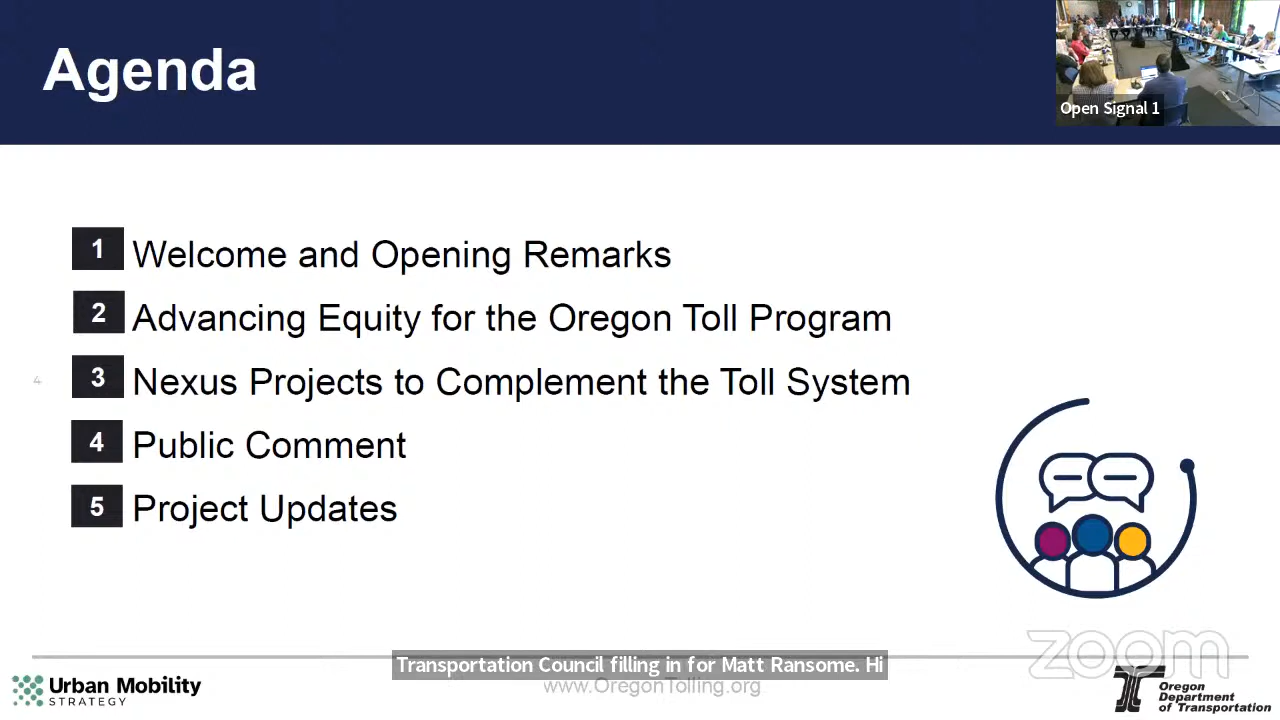 Agenda
Open Signal 1
1 Welcome and Opening Remarks
2 Advancing Equity for the Oregon Toll Program
3 Nexus Projects to Complement the Toll System
4 Public Comment
5 Project Updates
4
zoom
Transportation Council filling in for Matt Ransome. Hi
www.OregonTolling.org
Urban Mobility
STRATEGY
Oregon
Department
of Transportation